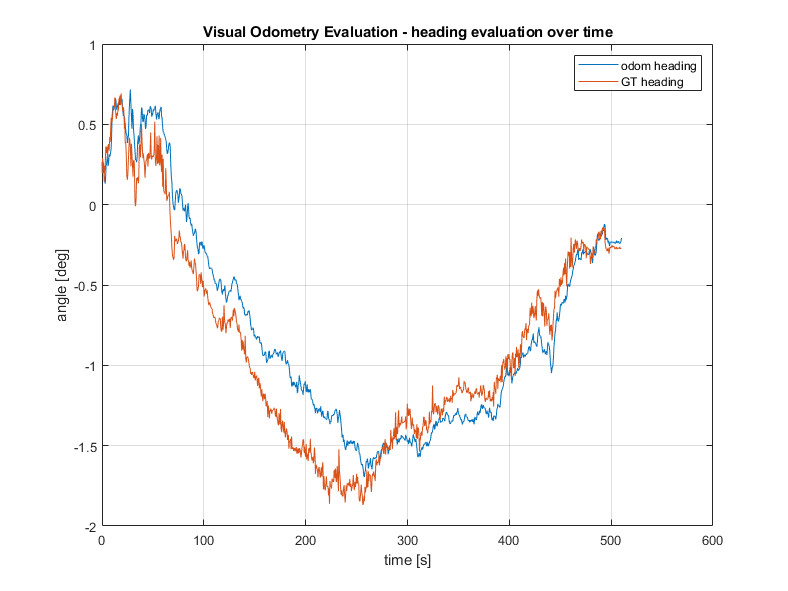 Visual Odometry Evaluation - heading evaluation over time
odom heading
GT heading
1
0.5
0
-0.5
-1
-1.5
-2
angle [deg]
0 100 200 300 400 500 600
time [s]